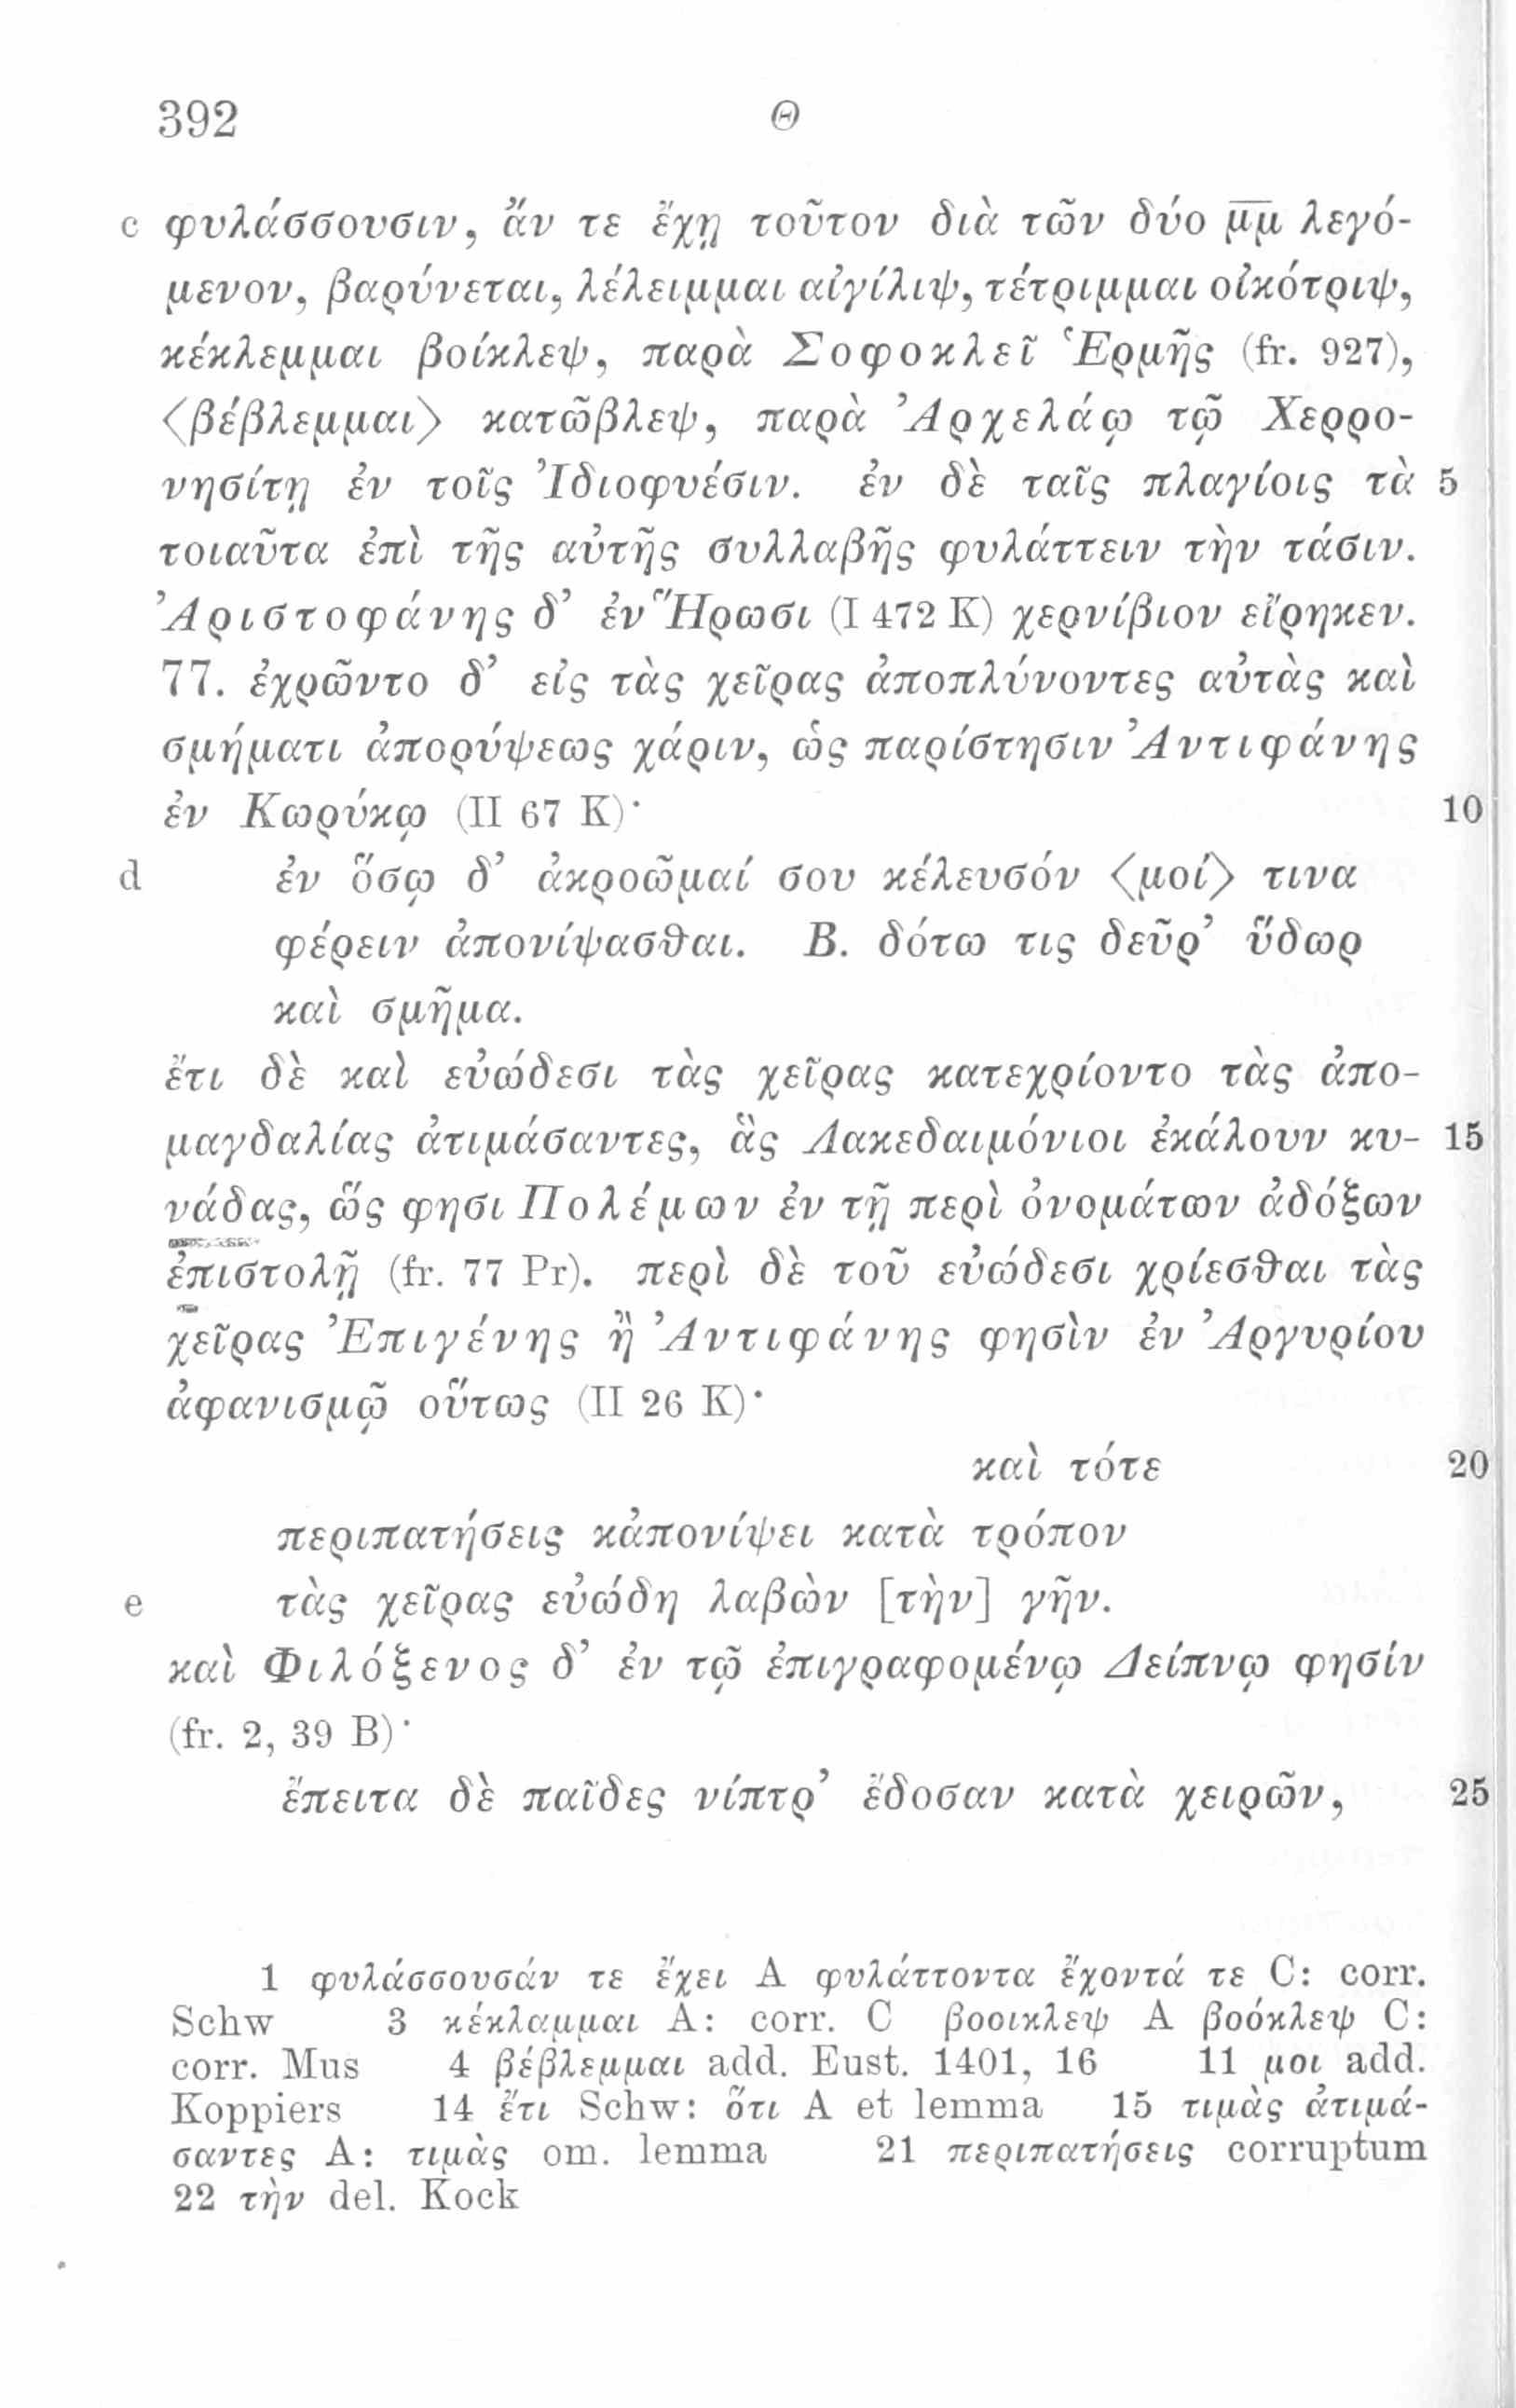 392 Θ
c φυλάσσουσιν, ἄν τε ἔχῃ τοῦτον διὰ τῶν δύο μ̅μ̅ λεγό-
μενον, βαρύνεται, λέλειμμαι αἰγίλιψ, τέτριμμαι οἰκότριψ,
κέκλεμμαι βοίκλεψ, παρὰ Σοφοκλεῖ Ἑρμῆς (fr. 927),
〈βέβλεμμαι〉 κατῶβλεψ, παρὰ Ἀρχελάῳ τῷ Χερρο-
νησίτῃ ἐν τοῖς Ἰδιοφυέσιν. ἐν δὲ ταῖς πλαγίοις τὰ 5
τοιαῦτα ἐπὶ τῆς αὐτῆς συλλαβῆς φυλάττειν τὴν τάσιν.
Ἀριστοφάνης δ’ ἐν Ἥρωσι (I 472 K) χερνίβιον εἴρηκεν.
77. ἐχρῶντο δ’ εἰς τὰς χεῖρας ἀποπλύνοντες αὐτὰς καὶ
σμήματι ἀπορύψεως χάριν, ὡς παρίστησιν Ἀντιφάνης
ἐν Κωρύκῳ (II 67 K)· 10
d ἐν ὅσῳ δ’ ἀκροῶμαί σου κέλευσόν 〈μοί〉 τινα
φέρειν ἀπονίψασθαι. Β. δότω τις δεῦρ’ ὕδωρ
καὶ σμῆμα.
ἔτι δὲ καὶ εὐώδεσι τὰς χεῖρας κατεχρίοντο τὰς ἀπο-
μαγδαλίας ἀτιμάσαντες, ἃς Λακεδαιμόνιοι ἐκάλουν κυ- 15
νάδας, ὥς φησι Πολέμων ἐν τῇ περὶ ὀνομάτων ἀδόξων
ἐπιστολῇ (fr. 77 Pr). περὶ δὲ τοῦ εὐώδεσι χρίεσθαι τὰς
χεῖρας Ἐπιγένης ἢ Ἀντιφάνης φησὶν ἐν Ἀργυρίου
ἀφανισμῷ οὕτως (II 26 K)·
καὶ τότε 20
περιπατήσεις κἀπονίψει κατὰ τρόπον
e τὰς χεῖρας εὐώδη λαβὼν [τὴν] γῆν.
καὶ Φιλόξενος δ’ ἐν τῷ ἐπιγραφομένῳ Δείπνῳ φησίν
(fr. 2, 39 B)·
ἔπειτα δὲ παῖδες νίπτρ’ ἔδοσαν κατὰ χειρῶν, 25
1 φυλάσσουσάν τε ἔχει A φυλάττοντα ἔχοντά τε C: corr.
Schw 3 κέκλαμμαι A: corr. C βοοικλεψ A βοόκλεψ C:
corr. Mus 4 βέβλεμμαι add. Eust. 1401, 16 11 μοι add.
Koppiers 14 ἔτι Schw: ὅτι A et lemma 15 τιμὰς ἀτιμά-
σαντες A: τιμὰς om. lemma 21 περιπατήσεις corruptum
22 τὴν del. Kock